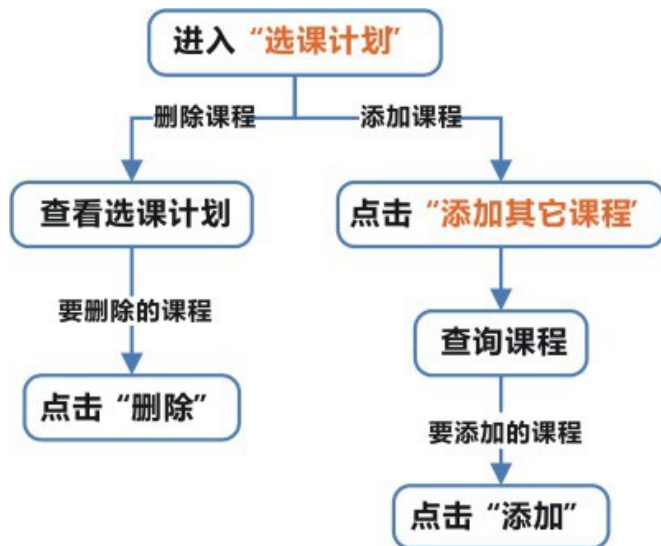 进入“选课计划”
删除课程 添加课程
查看选课计划 点击“添加其它课程”
要删除的课程
查询课程
点击“删除”
要添加的课程
点击“添加”